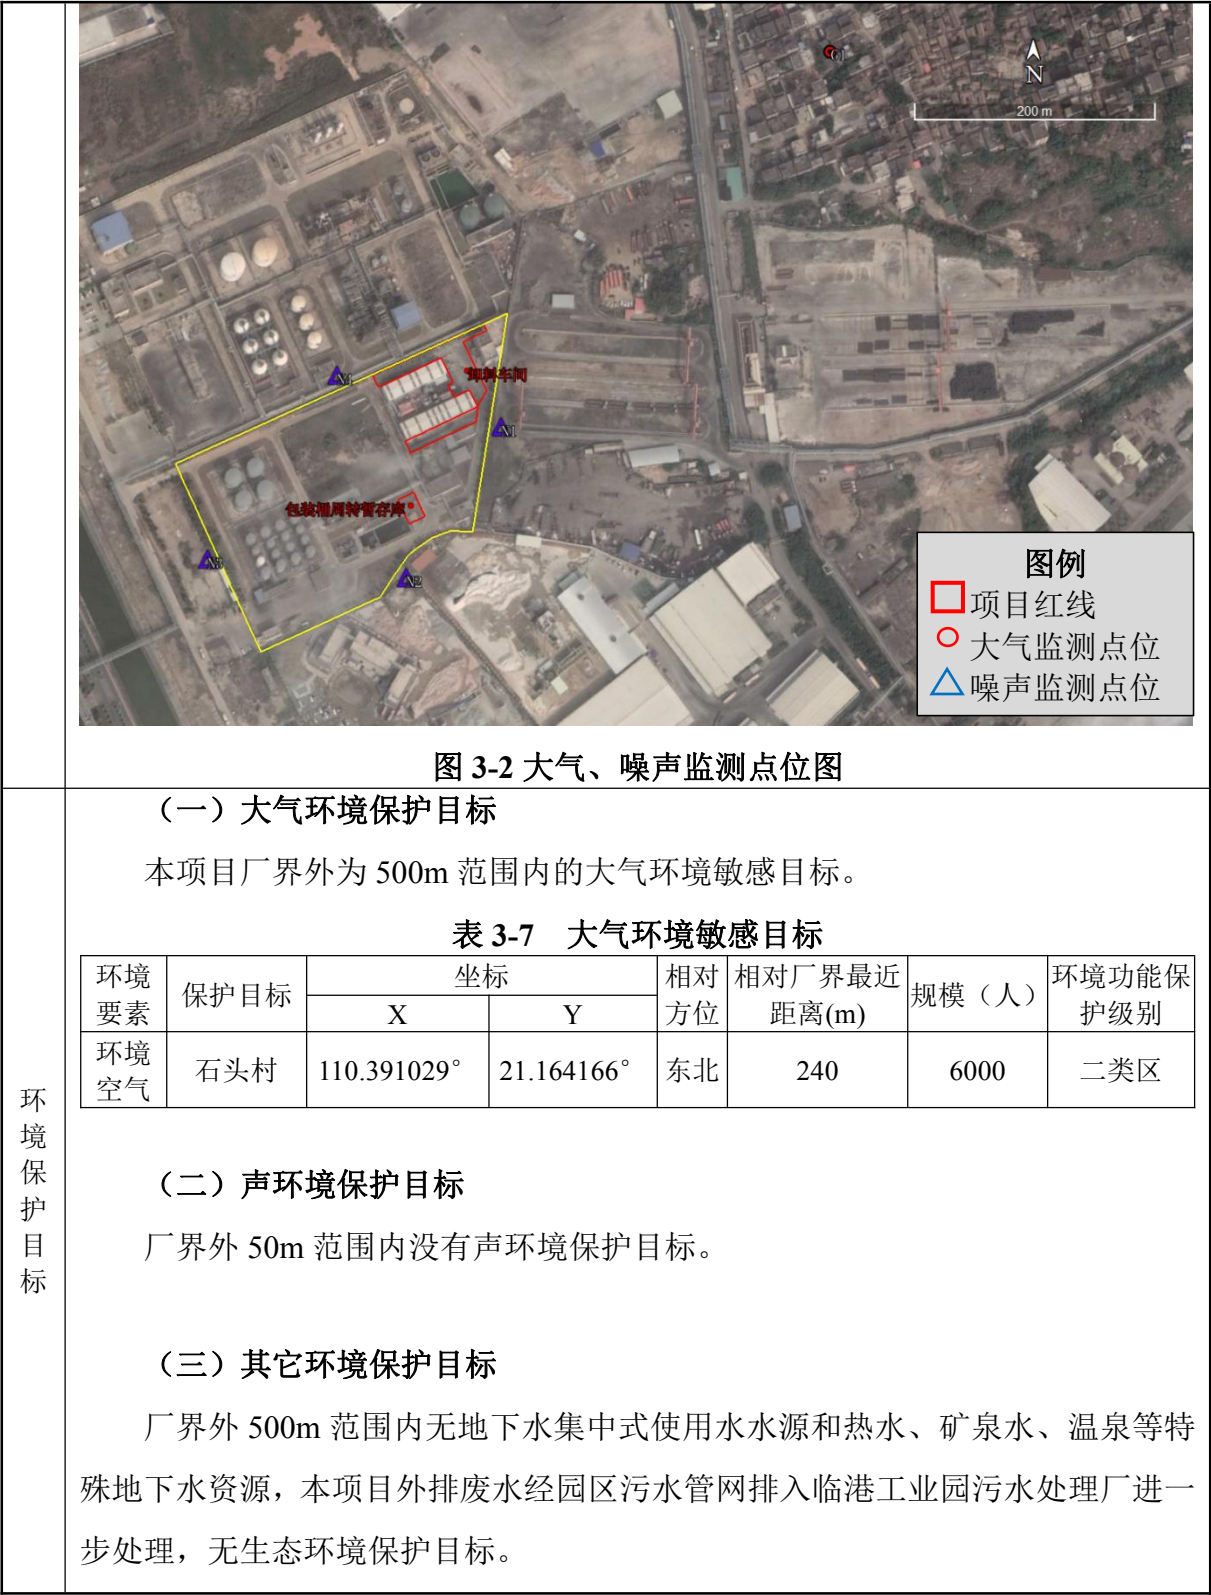 G1
N
200 m
N4
卸料车间
N1
包装桶周转暂存库
N3
N2
图例
项目红线
大气监测点位
噪声监测点位
图 3-2 大气、噪声监测点位图
环境保护目标
（一）大气环境保护目标
本项目厂界外为 500m 范围内的大气环境敏感目标。
表 3-7 大气环境敏感目标
环境要素 保护目标 坐标 相对方位 相对厂界最近距离(m) 规模（人） 环境功能保护级别
X Y
环境空气 石头村 110.391029° 21.164166° 东北 240 6000 二类区
（二）声环境保护目标
厂界外 50m 范围内没有声环境保护目标。
（三）其它环境保护目标
厂界外 500m 范围内无地下水集中式使用水水源和热水、矿泉水、温泉等特
殊地下水资源，本项目外排废水经园区污水管网排入临港工业园污水处理厂进一
步处理，无生态环境保护目标。